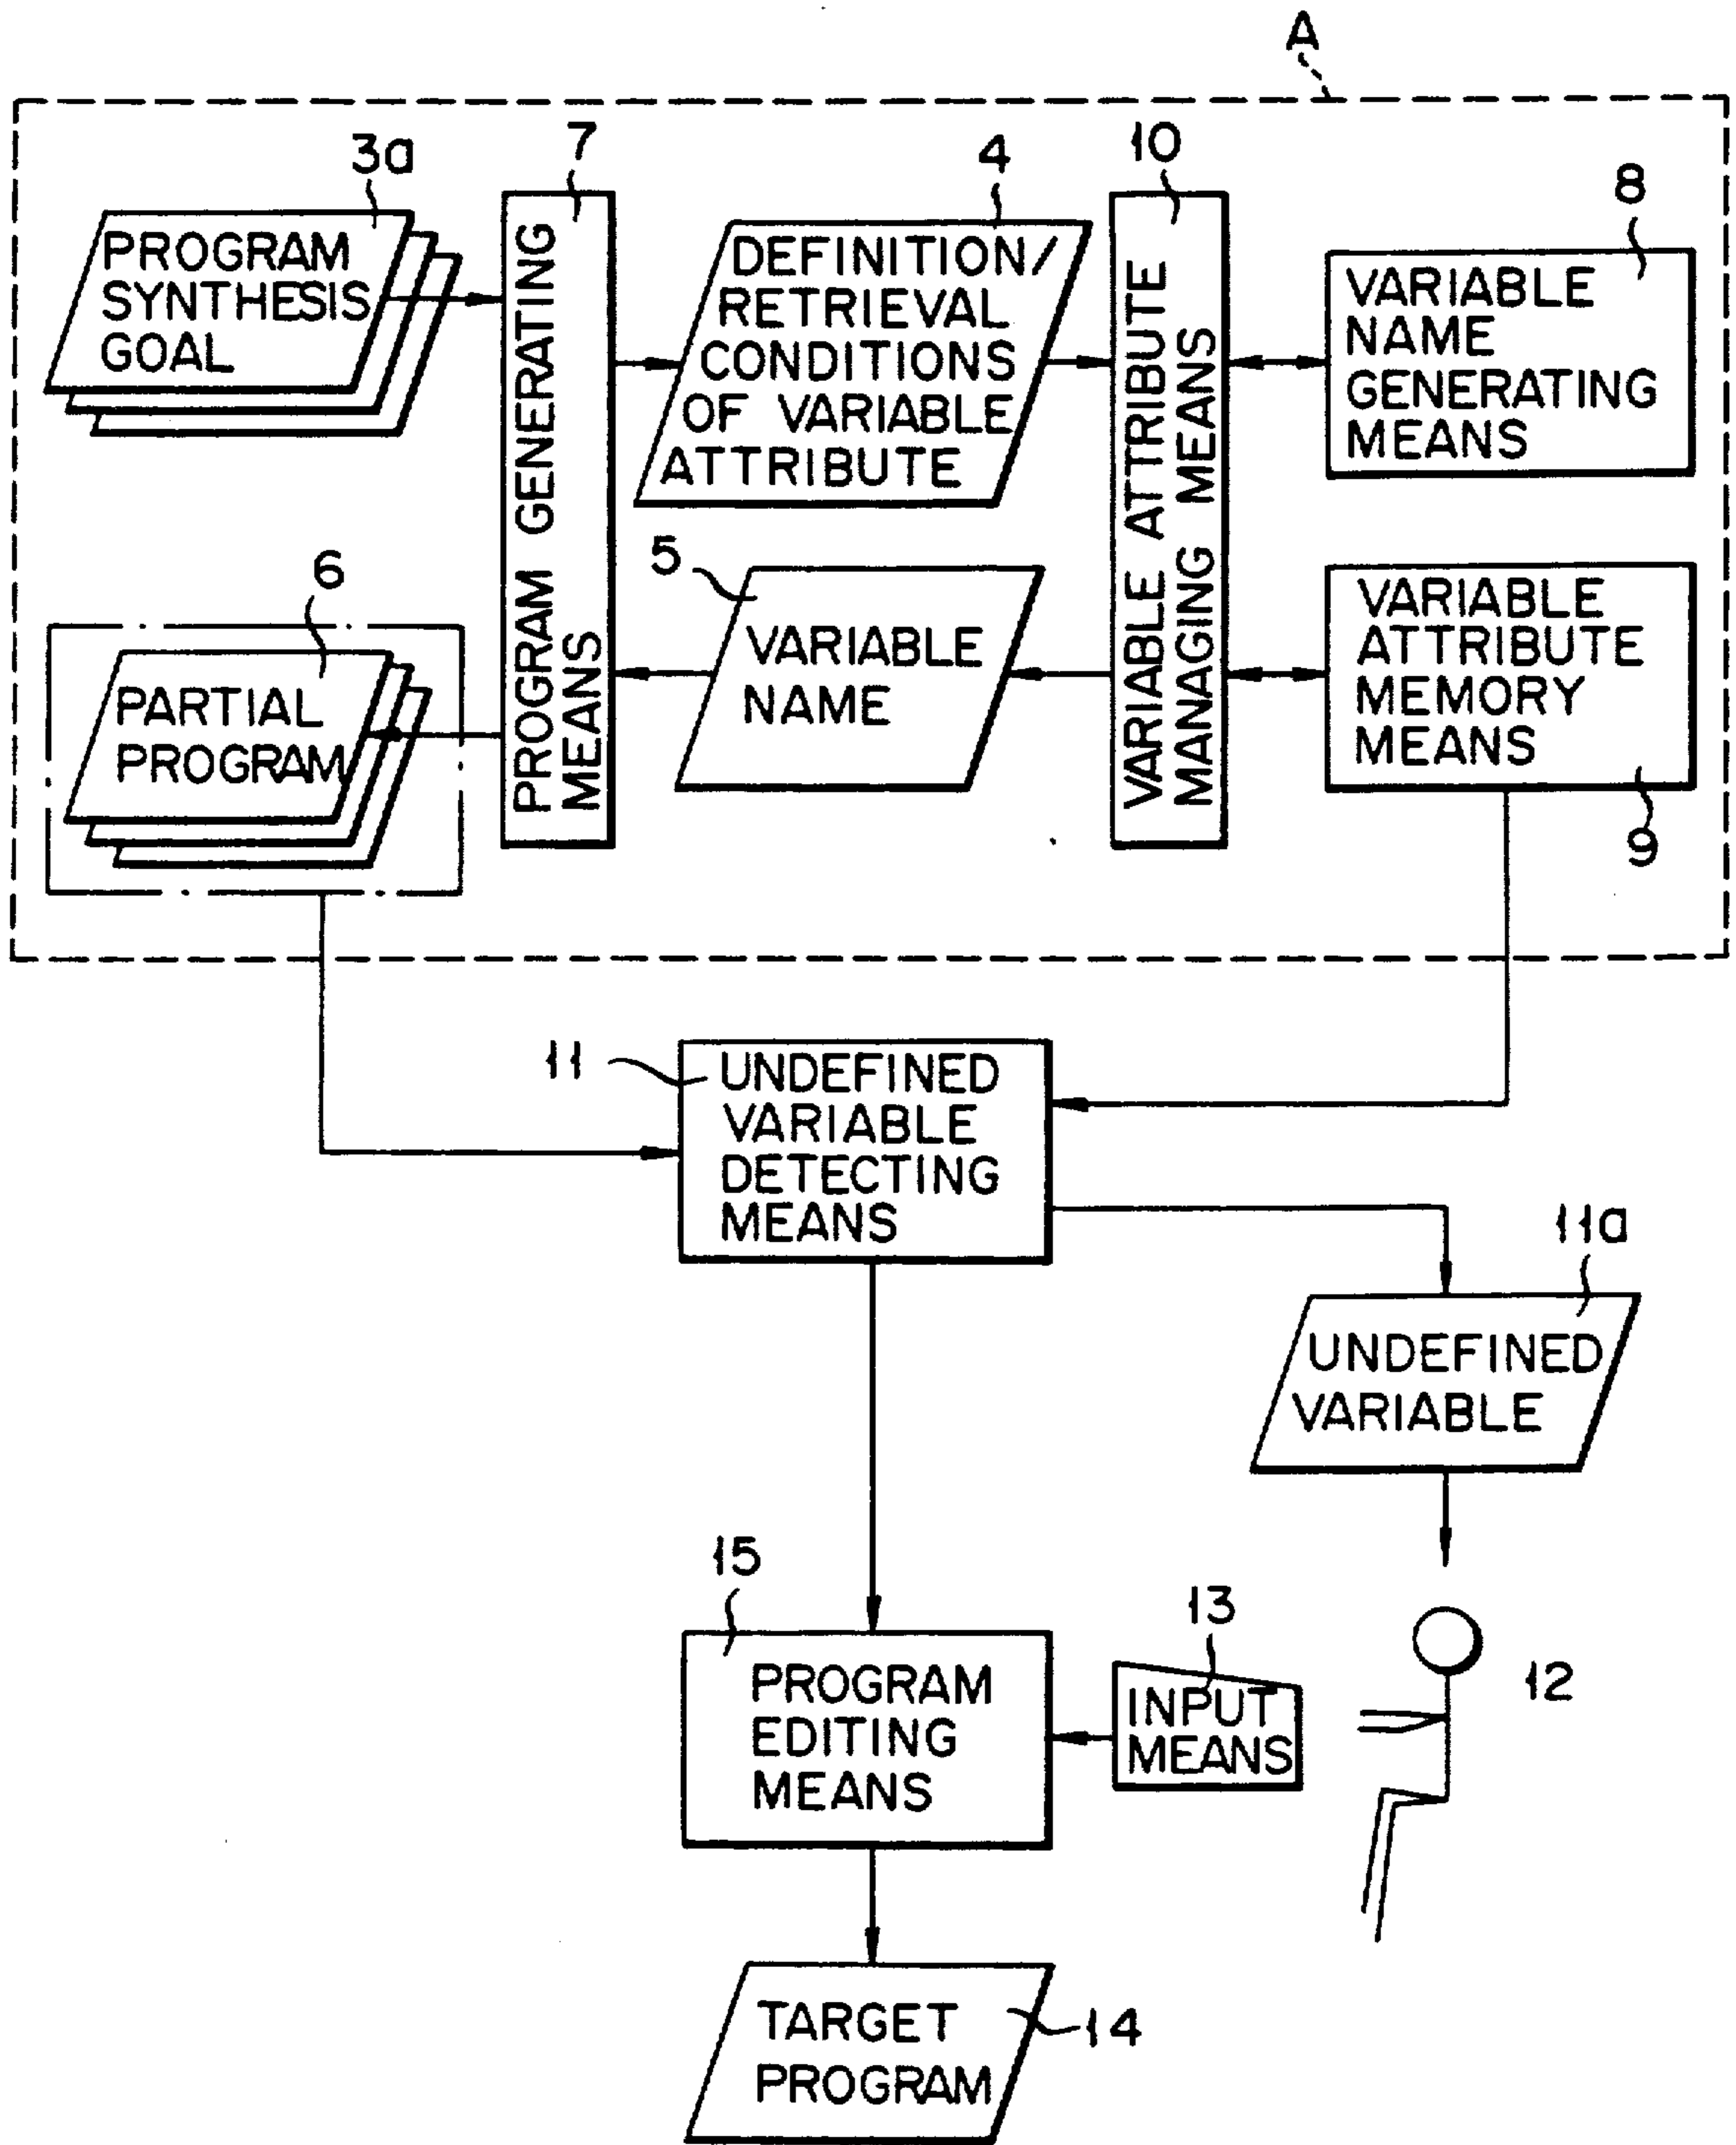 A
3a
PROGRAM
SYNTHESIS
GOAL
7
PROGRAM GENERATING
MEANS
4
DEFINITION/
RETRIEVAL
CONDITIONS
OF VARIABLE
ATTRIBUTE
10
VARIABLE ATTRIBUTE
MANAGING MEANS
8
VARIABLE
NAME
GENERATING
MEANS
6
PARTIAL
PROGRAM
5
VARIABLE
NAME
VARIABLE
ATTRIBUTE
MEMORY
MEANS
9
11
UNDEFINED
VARIABLE
DETECTING
MEANS
11a
UNDEFINED
VARIABLE
15
PROGRAM
EDITING
MEANS
13
INPUT
MEANS
12
TARGET
PROGRAM
14